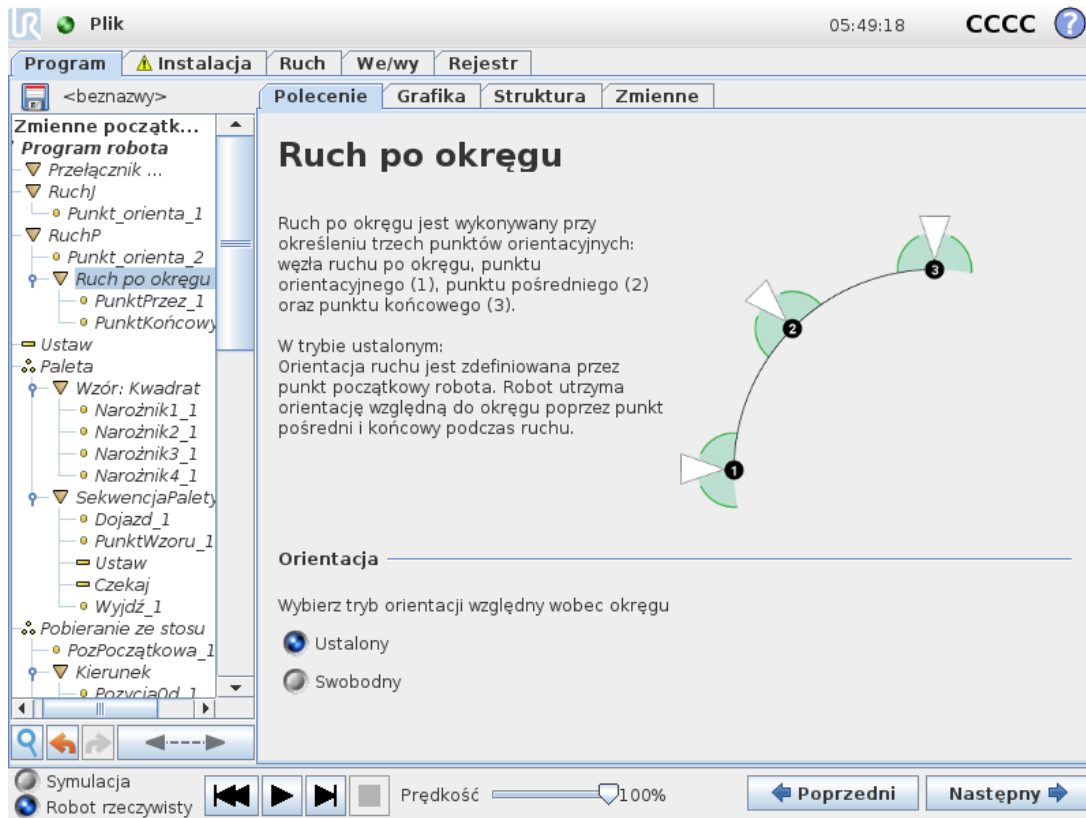 UR Plik 05:49:18 CCCC ?
Program Instalacja Ruch We/wy Rejestr
<beznazwy>
Polecenie Grafika Struktura Zmienne
Zmienne początk...
Program robota
Przełącznik ...
RuchJ
Punkt_orienta_1
RuchP
Punkt_orienta_2
Ruch po okręgu
PunktPrzez_1
PunktKońcowy
Ustaw
Paleta
Wzór: Kwadrat
Narożnik1_1
Narożnik2_1
Narożnik3_1
Narożnik4_1
SekwencjaPalety
Dojazd_1
PunktWzoru_1
Ustaw
Czekaj
Wyjdź_1
Pobieranie ze stosu
PozPoczątkowa_1
Kierunek
PozycjaOd_1
Ruch po okręgu
Ruch po okręgu jest wykonywany przy
określeniu trzech punktów orientacyjnych:
węzła ruchu po okręgu, punktu
orientacyjnego (1), punktu pośredniego (2)
oraz punktu końcowego (3).
W trybie ustalonym:
Orientacja ruchu jest zdefiniowana przez
punkt początkowy robota. Robot utrzyma
orientację względną do okręgu poprzez punkt
pośredni i końcowy podczas ruchu.
3
2
1
Orientacja
Wybierz tryb orientacji względny wobec okręgu
Ustalony
Swobodny
Symulacja
Robot rzeczywisty
Prędkość 100%
Poprzedni
Następny